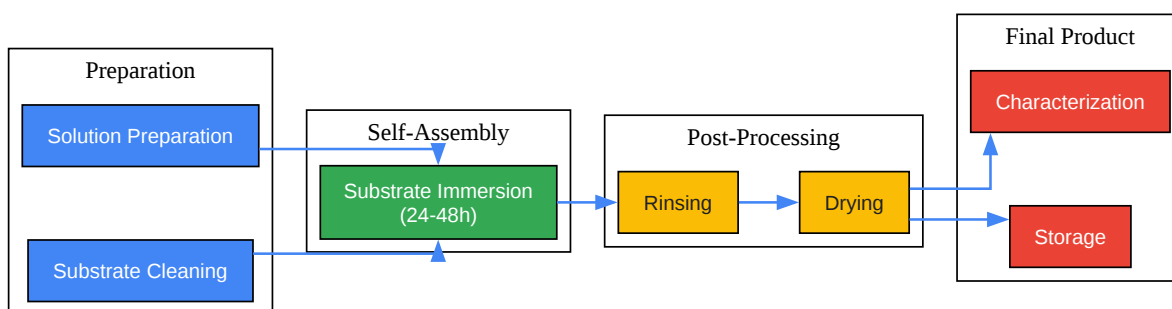 Preparation
Solution Preparation
Substrate Cleaning
Self-Assembly
Substrate Immersion
(24-48h)
Post-Processing
Rinsing
Drying
Final Product
Characterization
Storage